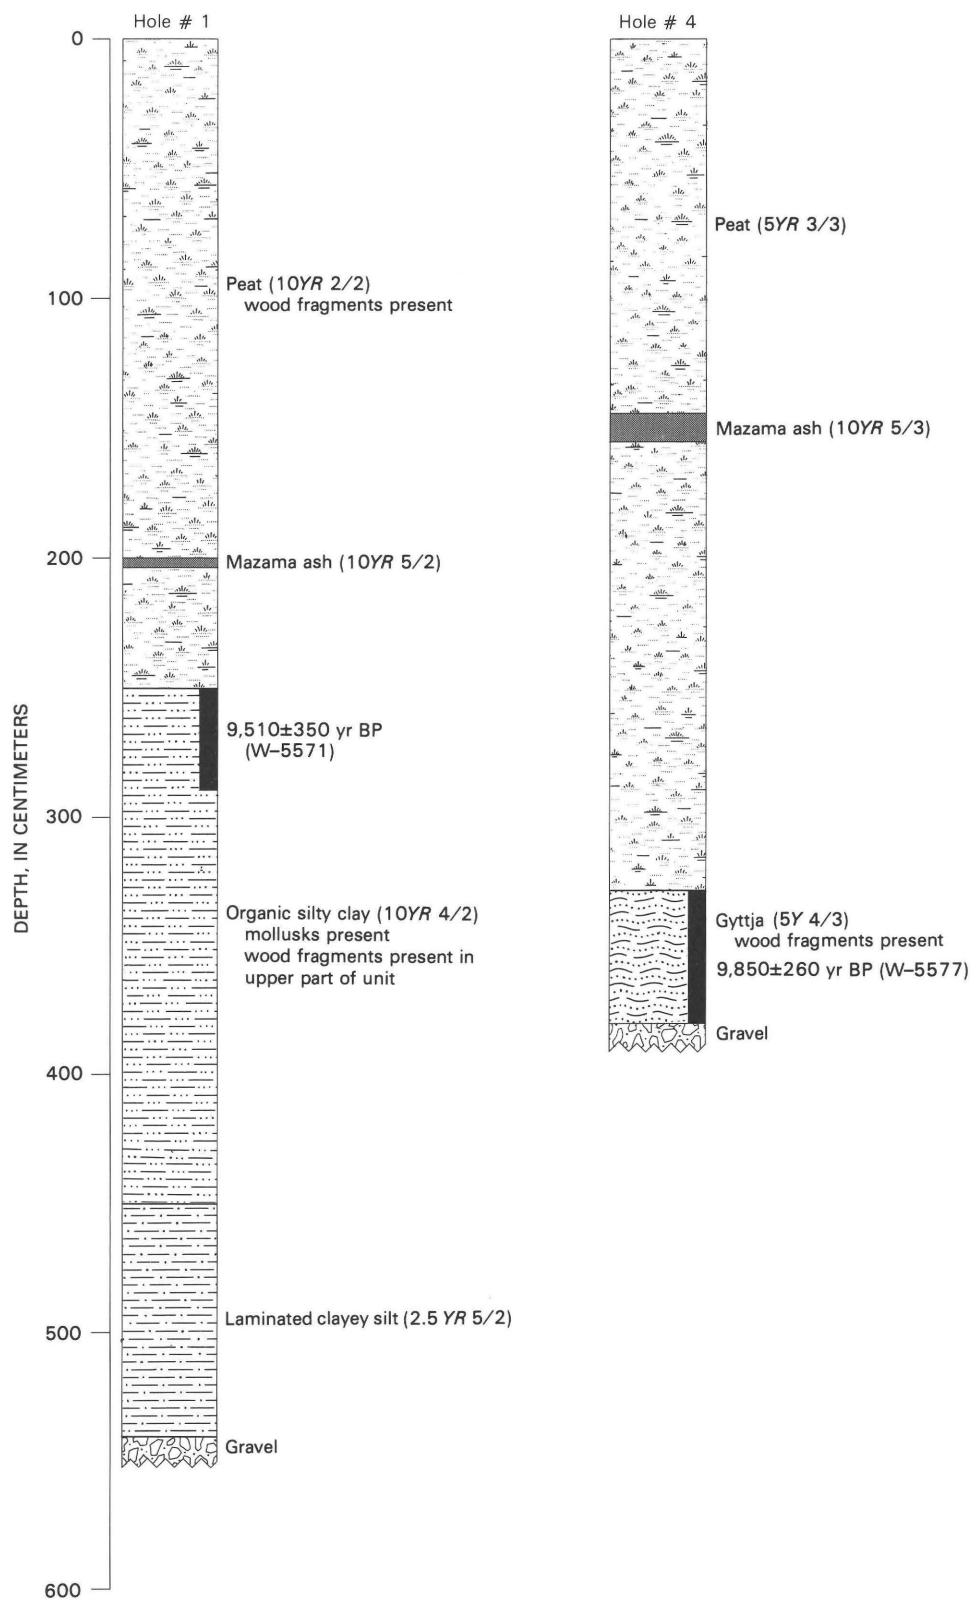 Hole # 1
Hole # 4
0
100
200
300
400
500
600
DEPTH, IN CENTIMETERS
Peat (10YR 2/2)
wood fragments present
Mazama ash (10YR 5/2)
9,510±350 yr BP
(W–5571)
Organic silty clay (10YR 4/2)
mollusks present
wood fragments present in
upper part of unit
Laminated clayey silt (2.5 YR 5/2)
Gravel
Peat (5YR 3/3)
Mazama ash (10YR 5/3)
Gyttja (5Y 4/3)
wood fragments present
9,850±260 yr BP (W–5577)
Gravel